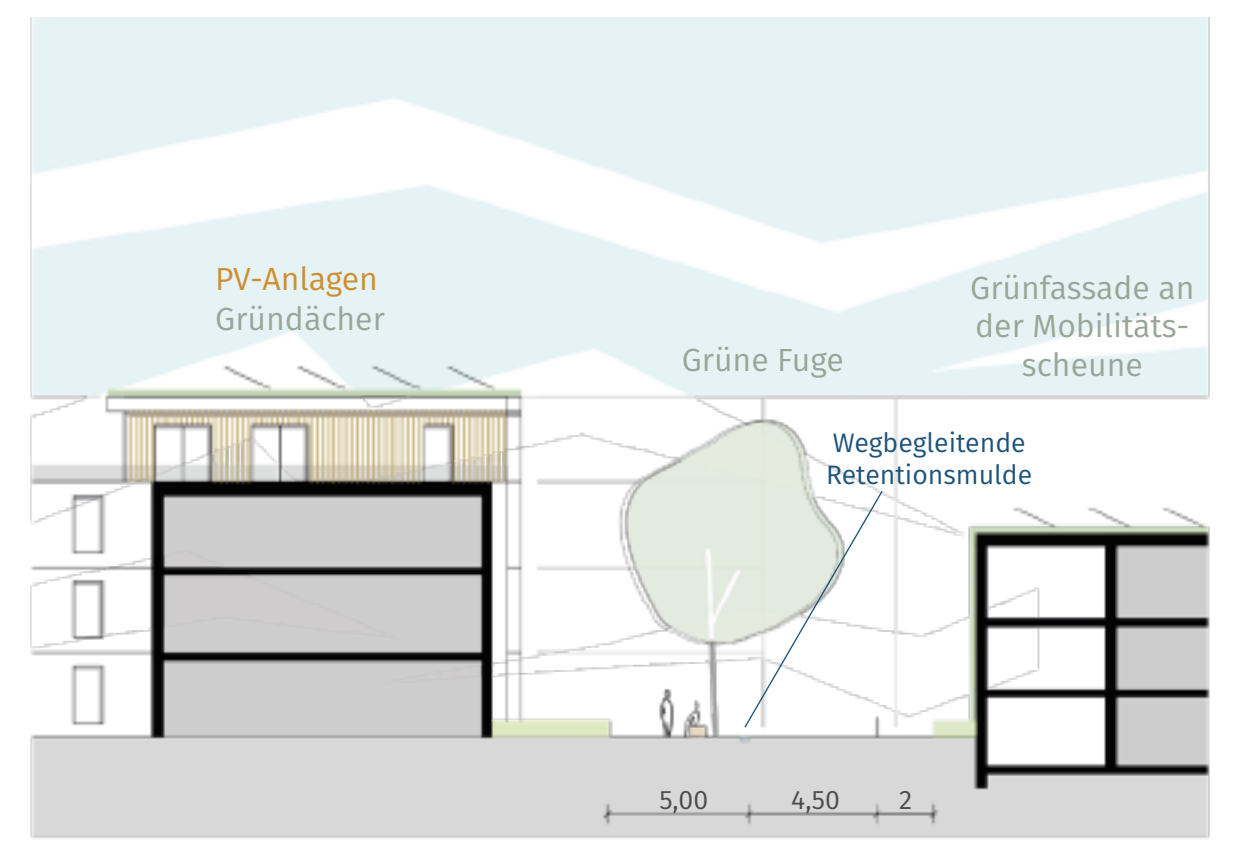 PV-Anlagen
Gründächer
Grüne Fuge
Grünfassade an
der Mobilitäts-
scheune
Wegbegleitende
Retentionsmulde
5,00
4,50
2